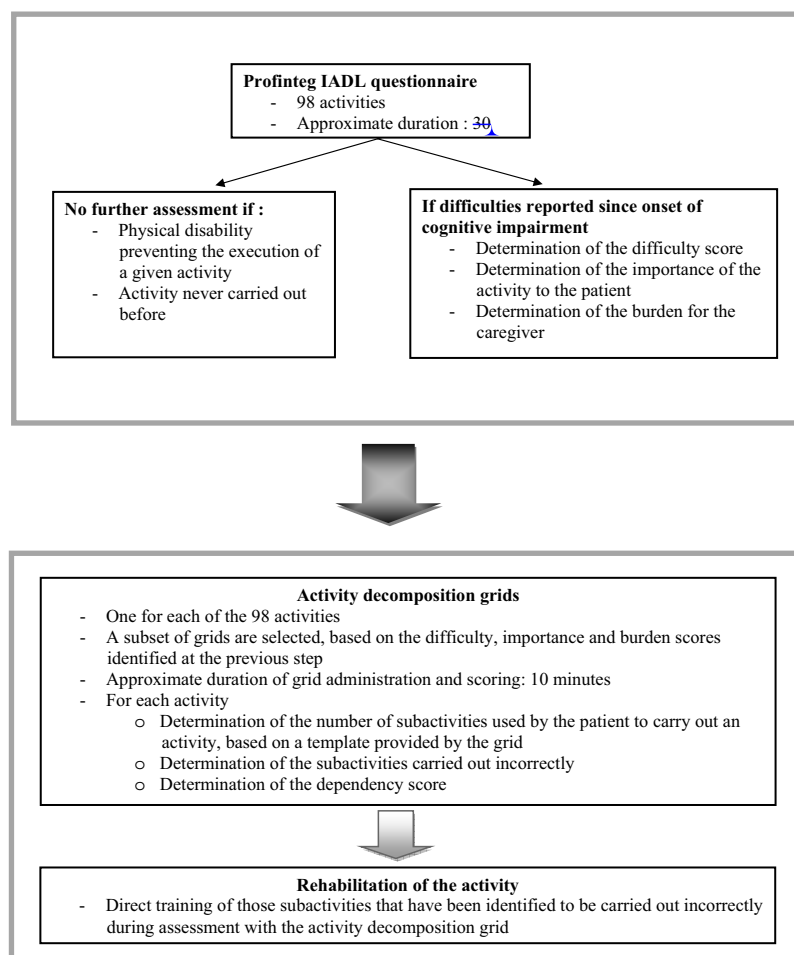 Profinteg IADL questionnaire
- 98 activities
- Approximate duration : 30
No further assessment if :
- Physical disability
preventing the execution of
a given activity
- Activity never carried out
before
If difficulties reported since onset of
cognitive impairment
- Determination of the difficulty score
- Determination of the importance of the
activity to the patient
- Determination of the burden for the
caregiver
Activity decomposition grids
- One for each of the 98 activities
- A subset of grids are selected, based on the difficulty, importance and burden scores
identified at the previous step
- Approximate duration of grid administration and scoring: 10 minutes
- For each activity
o Determination of the number of subactivities used by the patient to carry out an
activity, based on a template provided by the grid
o Determination of the subactivities carried out incorrectly
o Determination of the dependency score
Rehabilitation of the activity
- Direct training of those subactivities that have been identified to be carried out incorrectly
during assessment with the activity decomposition grid